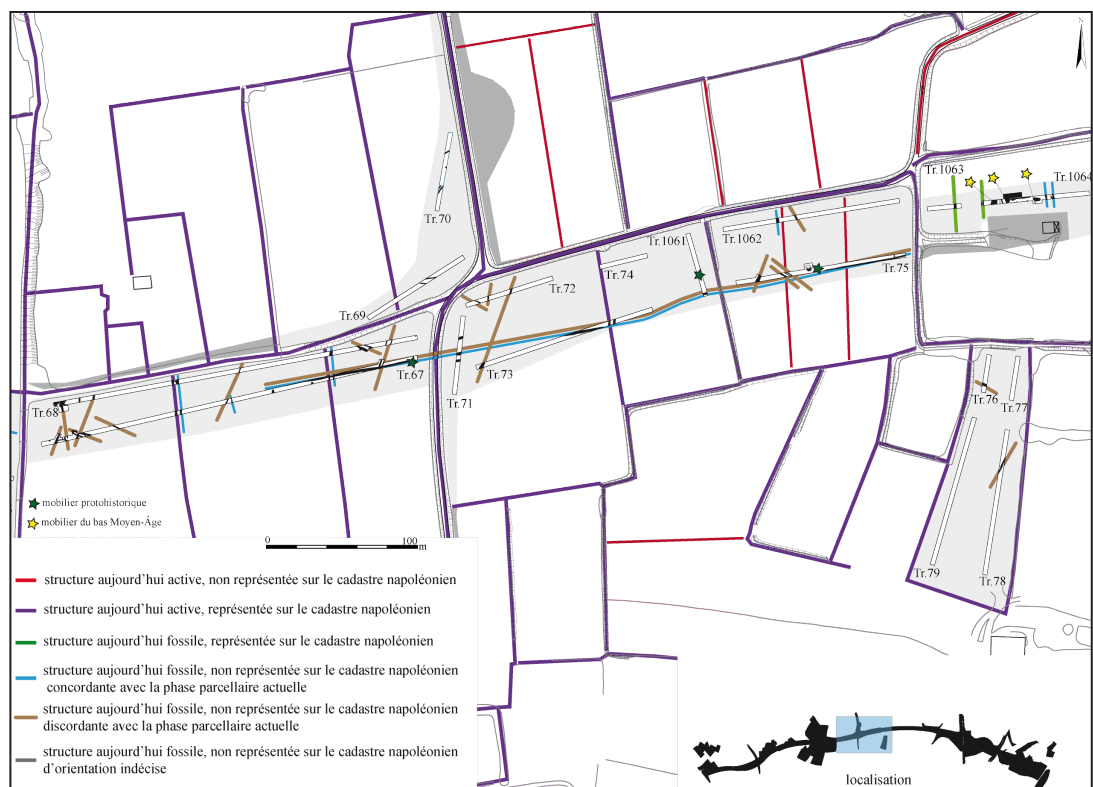 N
Tr.1063
Tr.1064
Tr.70
Tr.1061
Tr.1062
Tr.74
Tr.75
Tr.72
Tr.69
Tr.67
Tr.73
Tr.71
Tr.68
Tr.76
Tr.77
Tr.79
Tr.78
mobilier protohistorique
mobilier du bas Moyen-Âge
0 100
m
structure aujourd'hui active, non représentée sur le cadastre napoléonien
structure aujourd'hui active, représentée sur le cadastre napoléonien
structure aujourd'hui fossile, représentée sur le cadastre napoléonien
structure aujourd'hui fossile, non représentée sur le cadastre napoléonien
concordante avec la phase parcellaire actuelle
structure aujourd'hui fossile, non représentée sur le cadastre napoléonien
discordante avec la phase parcellaire actuelle
structure aujourd'hui fossile, non représentée sur le cadastre napoléonien
d'orientation indécise
localisation